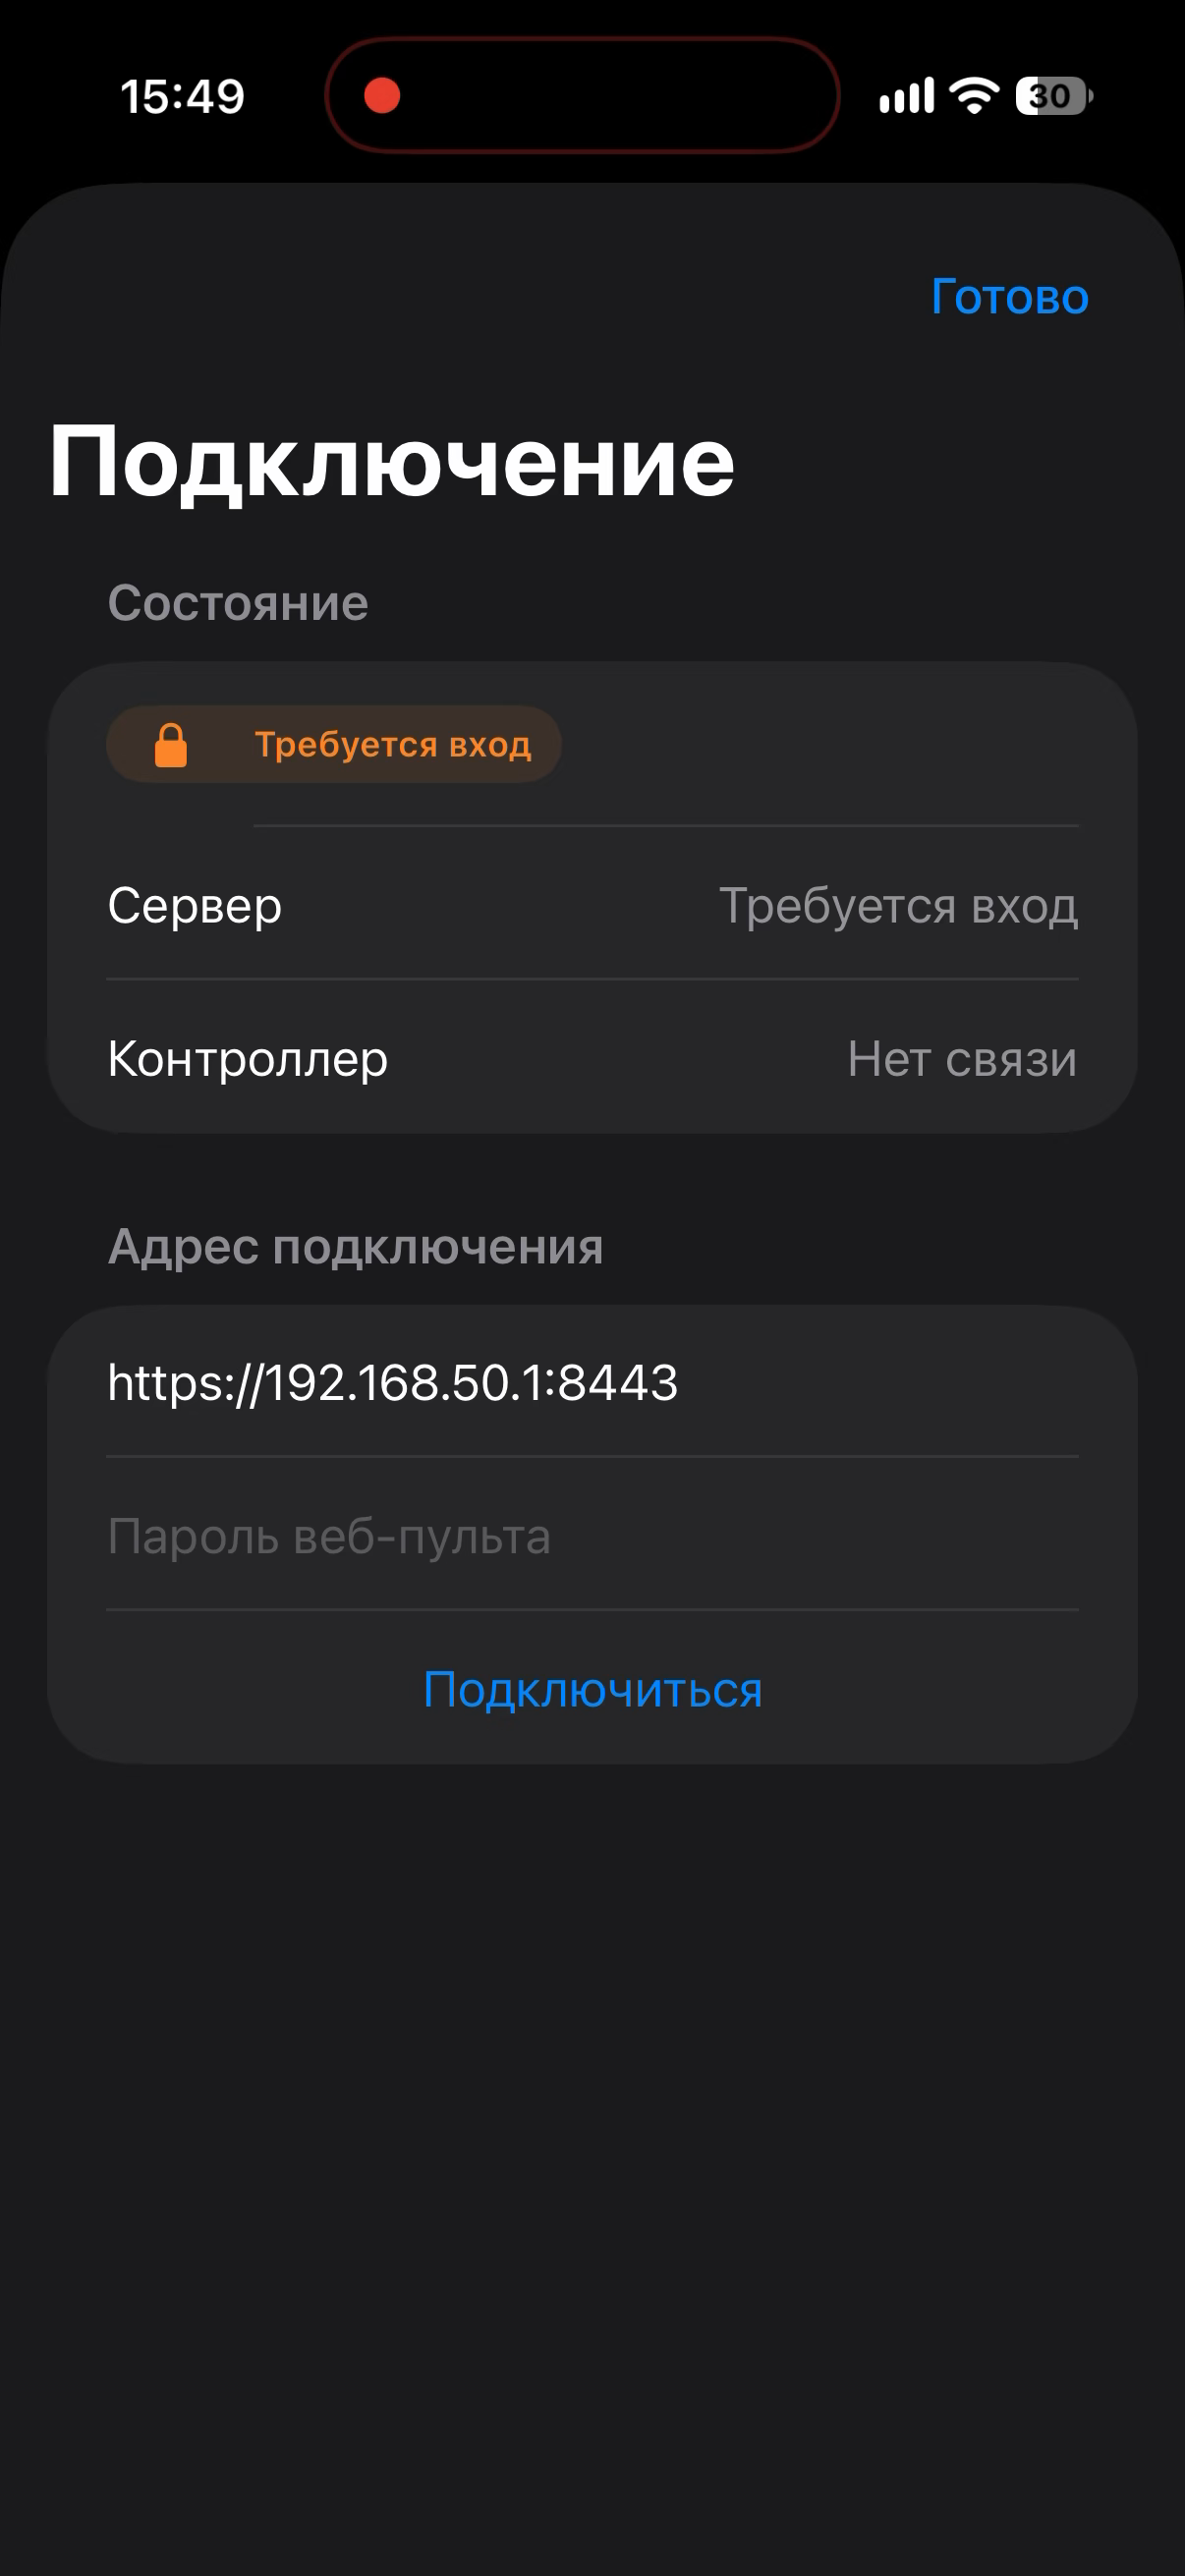 15:49
30
Готово
Подключение
Состояние
Требуется вход
Сервер Требуется вход
Контроллер Нет связи
Адрес подключения
https://192.168.50.1:8443
Пароль веб-пульта
Подключиться